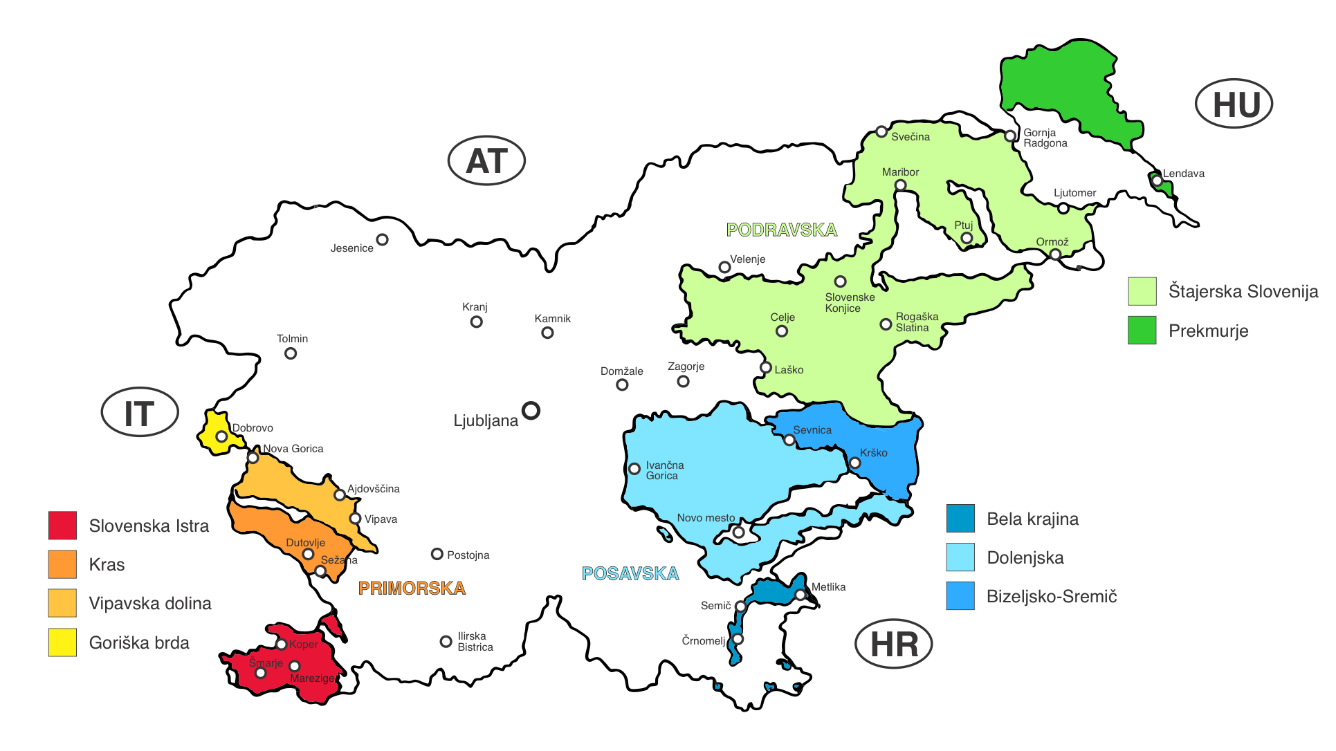 HU
AT
Svečina
Gornja
Radgona
Maribor
Lendava
Ljutomer
PODRAVSKA
Ptuj
Jesenice
Ormož
Velenje
Štajerska Slovenija
Slovenske
Konjice
Kranj
Kamnik
Celje
Rogaška
Slatina
Prekmurje
Tolmin
Domžale
Zagorje
Laško
IT
Ljubljana
Dobrovo
Sevnica
Nova Gorica
Krško
Ivančna
Gorica
Ajdovščina
Vipava
Novo mesto
Slovenska Istra
Bela krajina
Dutovlje
Sežana
Postojna
Kras
Dolenjska
PRIMORSKA
POSAVSKA
Metlika
Vipavska dolina
Bizeljsko-Sremič
Semič
Črnomelj
HR
Goriška brda
Koper
Ilirska
Bistrica
Šmarje
Marezige